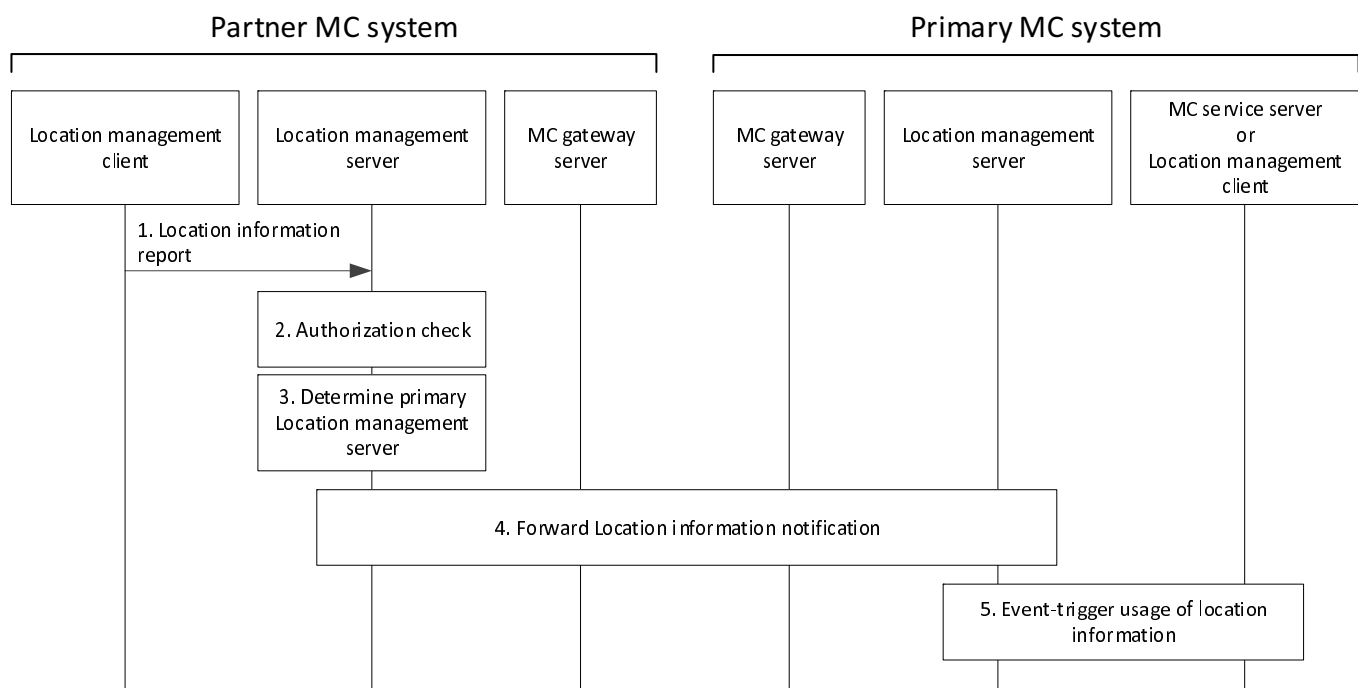 Partner MC system
Primary MC system
Location management
client
Location management
server
MC gateway
server
MC gateway
server
Location management
server
MC service server
or
Location management
client
1. Location information
report
2. Authorization check
3. Determine primary
Location management
server
4. Forward Location information notification
5. Event-trigger usage of location
information